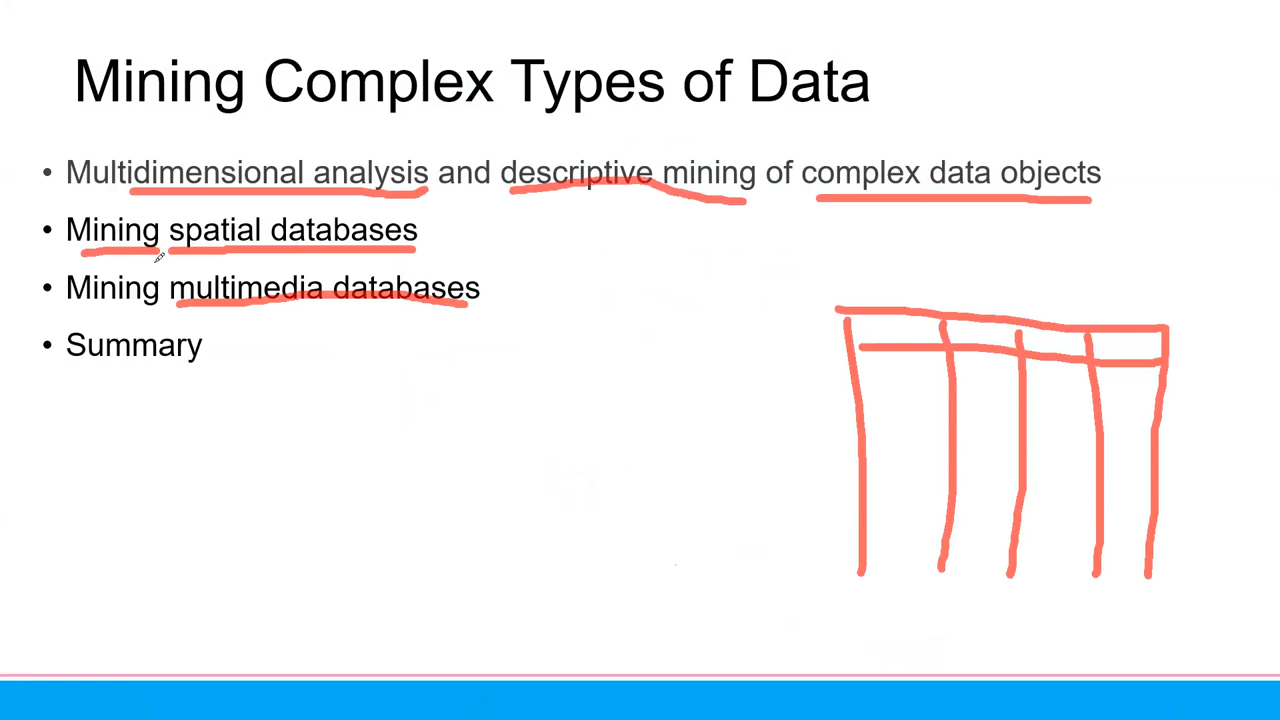 Mining Complex Types of Data
• Multidimensional analysis and descriptive mining of complex data objects
• Mining spatial databases
• Mining multimedia databases
• Summary